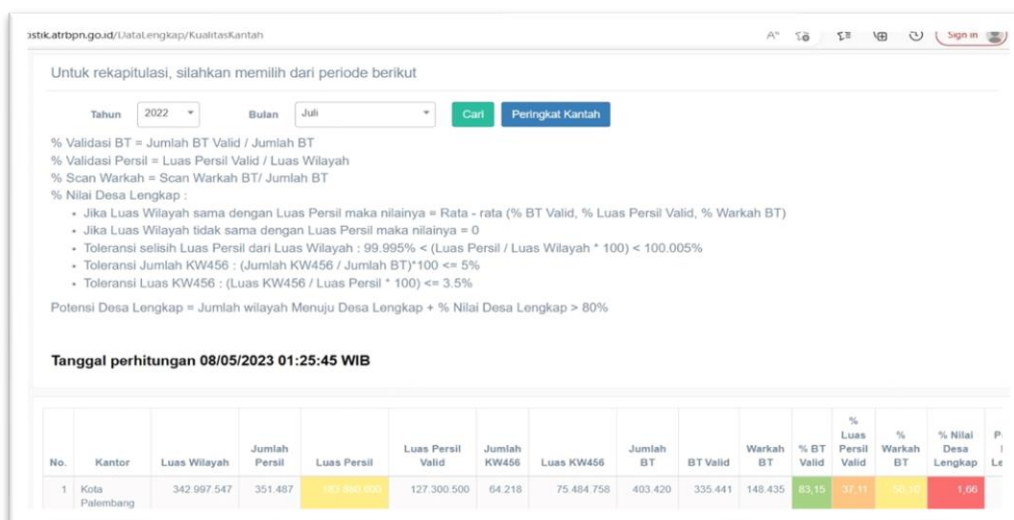 ostik.atrbpn.go.id/DataLengkap/KualitasKantah
Sign in
Untuk rekapitulasi, silahkan memilih dari periode berikut
Tahun 2022 Bulan Juli Cari Peringkat Kantah
% Validasi BT = Jumlah BT Valid / Jumlah BT
% Validasi Persil = Luas Persil Valid / Luas Wilayah
% Scan Warkah = Scan Warkah BT/ Jumlah BT
% Nilai Desa Lengkap :
• Jika Luas Wilayah sama dengan Luas Persil maka nilainya = Rata - rata (% BT Valid, % Luas Persil Valid, % Warkah BT)
• Jika Luas Wilayah tidak sama dengan Luas Persil maka nilainya = 0
• Toleransi selisih Luas Persil dari Luas Wilayah : 99.995% < (Luas Persil / Luas Wilayah * 100) < 100.005%
• Toleransi Jumlah KW456 : (Jumlah KW456 / Jumlah BT)*100 <= 5%
• Toleransi Luas KW456 : (Luas KW456 / Luas Persil * 100) <= 3.5%
Potensi Desa Lengkap = Jumlah wilayah Menuju Desa Lengkap + % Nilai Desa Lengkap > 80%
Tanggal perhitungan 08/05/2023 01:25:45 WIB
No. Kantor Luas Wilayah Jumlah Persil Luas Persil Luas Persil Valid Jumlah KW456 Luas KW456 Jumlah BT BT Valid Warkah BT % BT Valid % Luas Persil Valid % Warkah BT % Nilai Desa Lengkap
1 Kota Palembang 342.997.547 351.487 127.300.500 64.218 75.484.758 403.420 335.441 148.435 83,15 37,11 1,66